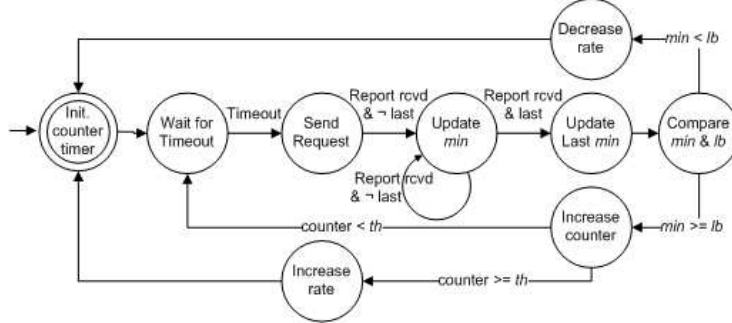 Decrease
rate
min < lb
Init.
counter
timer
Wait for
Timeout
Timeout
Send
Request
Report rcvd
& ¬ last
Update
min
Report rcvd
& ¬ last
Report rcvd
& last
Update
Last min
Compare
min & lb
counter < th
Increase
counter
min >= lb
Increase
rate
counter >= th